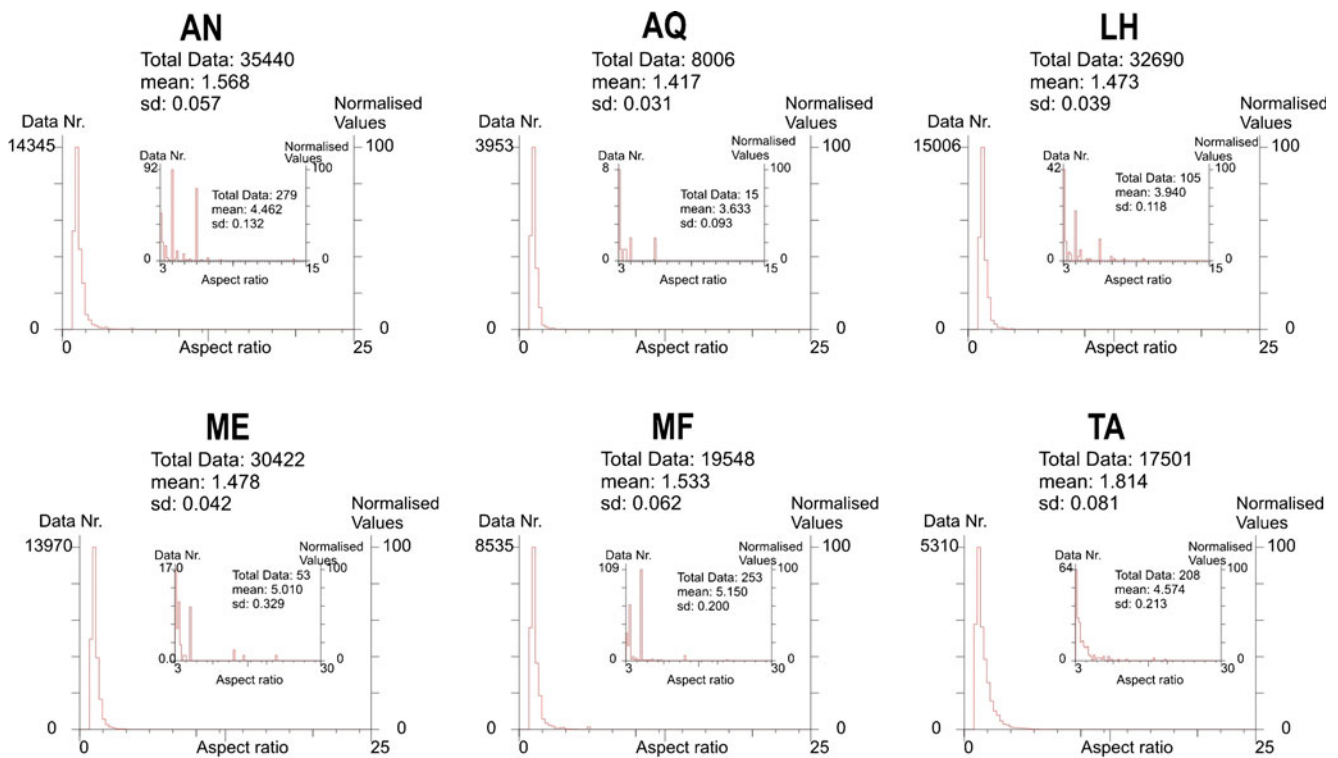 AN
Total Data: 35440
mean: 1.568
sd: 0.057
Data Nr.
Normalised
Values
14345
100
0
0
0
25
Aspect ratio
Data Nr.
Normalised
Values
92
100
Total Data: 279
mean: 4.462
sd: 0.132
0
0
3
15
Aspect ratio
AQ
Total Data: 8006
mean: 1.417
sd: 0.031
Data Nr.
Normalised
Values
3953
100
0
0
0
25
Aspect ratio
Data Nr.
Normalised
Values
8
100
Total Data: 15
mean: 3.633
sd: 0.093
0
0
3
15
Aspect ratio
LH
Total Data: 32690
mean: 1.473
sd: 0.039
Data Nr.
Normalised
Values
15006
100
0
0
0
25
Aspect ratio
Data Nr.
Normalised
Values
42
100
Total Data: 105
mean: 3.940
sd: 0.118
0
0
3
15
Aspect ratio
ME
Total Data: 30422
mean: 1.478
sd: 0.042
Data Nr.
Normalised
Values
13970
100
0
0
0
25
Aspect ratio
Data Nr.
Normalised
Values
17.0
100
Total Data: 53
mean: 5.010
sd: 0.329
0.0
0
3
30
Aspect ratio
MF
Total Data: 19548
mean: 1.533
sd: 0.062
Data Nr.
Normalised
Values
8535
100
0
0
0
25
Aspect ratio
Data Nr.
Normalised
Values
109
100
Total Data: 253
mean: 5.150
sd: 0.200
0
0
3
30
Aspect ratio
TA
Total Data: 17501
mean: 1.814
sd: 0.081
Data Nr.
Normalised
Values
5310
100
0
0
0
25
Aspect ratio
Data Nr.
Normalised
Values
64
100
Total Data: 208
mean: 4.574
sd: 0.213
0
0
3
30
Aspect ratio